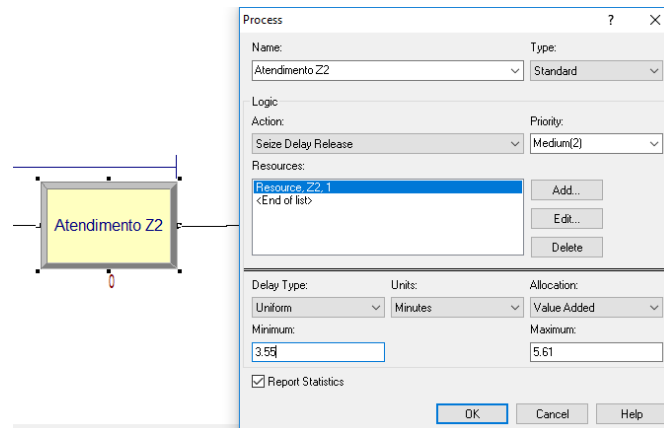 Process
?
X
Name:
Type:
Atendimento Z2
Standard
Logic
Action:
Priority:
Seize Delay Release
Medium(2)
Resources:
Resource, Z2, 1
<End of list>
Add...
Edit...
Delete
Atendimento Z2
0
Delay Type:
Units:
Allocation:
Uniform
Minutes
Value Added
Minimum:
Maximum:
3.55
5.61
Report Statistics
OK
Cancel
Help